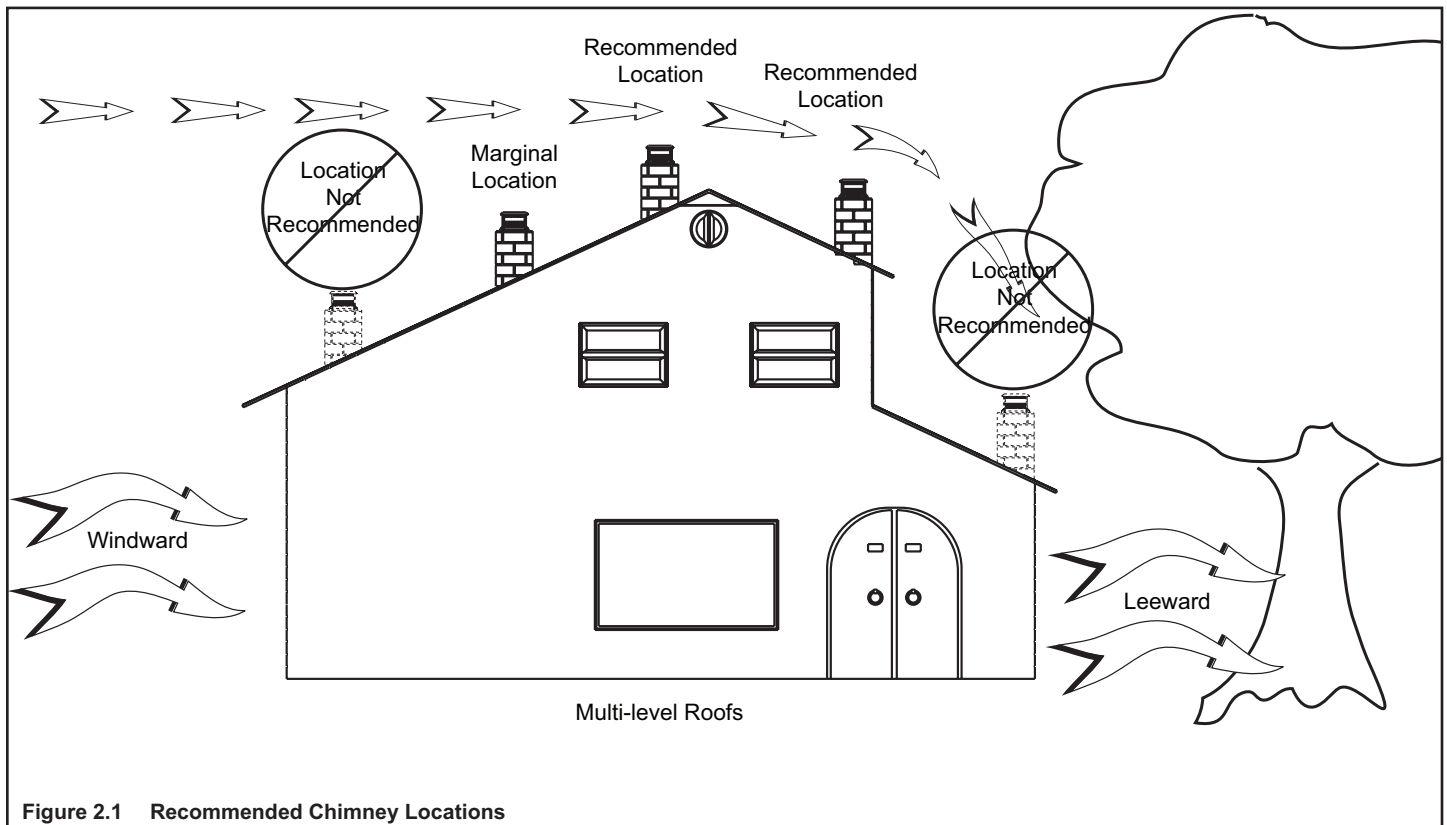 Recommended
Location
Recommended
Location
Marginal
Location
Location
Not
Recommended
Location
Not
Recommended
Windward
Leeward
Multi-level Roofs
Figure 2.1 Recommended Chimney Locations